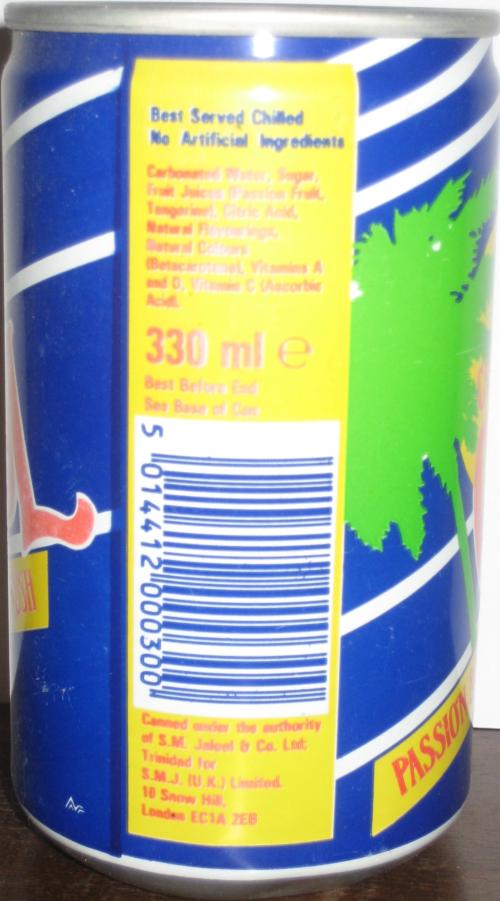 Best Served Chilled
No Artificial Ingredients
Carbonated Water, Sugar,
Fruit Juices (Passion Fruit,
Tangerine), Citric Acid,
Natural Flavourings,
Natural Colours
(Betacarotene), Vitamins A
and D, Vitamin C (Ascorbic
Acid).
330 ml e
Best Before End
See Base of Can
5 014412 000300
Canned under the authority
of S.M. Jaleel & Co. Ltd;
Trinidad for
S.M.J. (U.K.) Limited.
10 Snow Hill,
London EC1A 2EB
PASSION